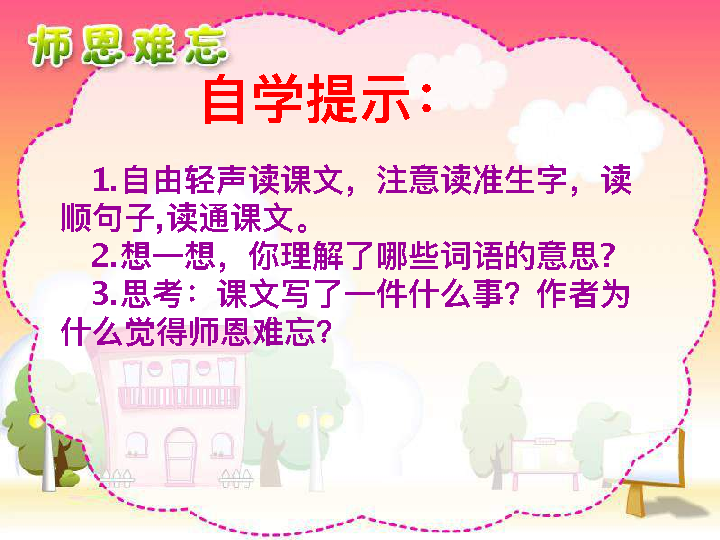 师恩难忘
自学提示：
1.自由轻声读课文，注意读准生字，读
顺句子,读通课文。
2.想一想，你理解了哪些词语的意思?
3.思考：课文写了一件什么事？作者为
什么觉得师恩难忘?